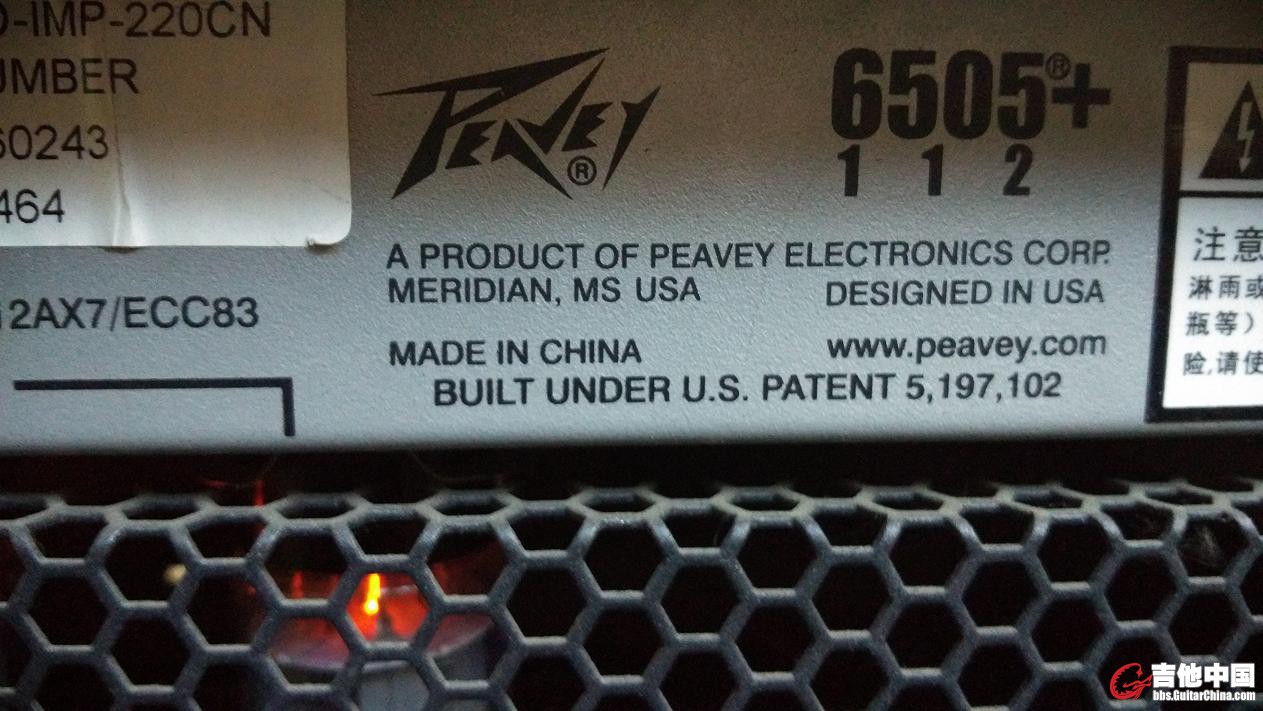 D-IMP-220CN
UMBER
60243
464
12AX7/ECC83
PEAVEY®
6505®+
112
A PRODUCT OF PEAVEY ELECTRONICS CORP.
MERIDIAN, MS USA
DESIGNED IN USA
MADE IN CHINA
www.peavey.com
BUILT UNDER U.S. PATENT 5,197,102
注意
淋雨或
瓶等）
险,请使
吉他中国
bbs.GuitarChina.com